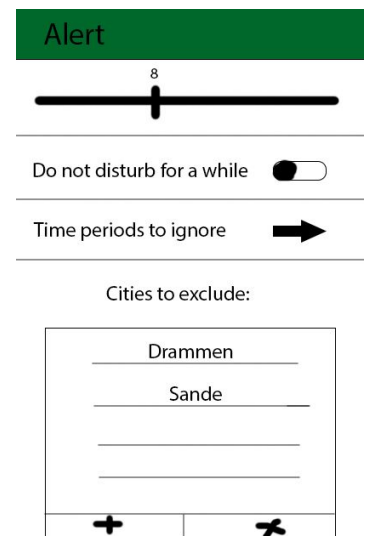 Alert
8
Do not disturb for a while
Time periods to ignore
Cities to exclude:
Drammen
Sande